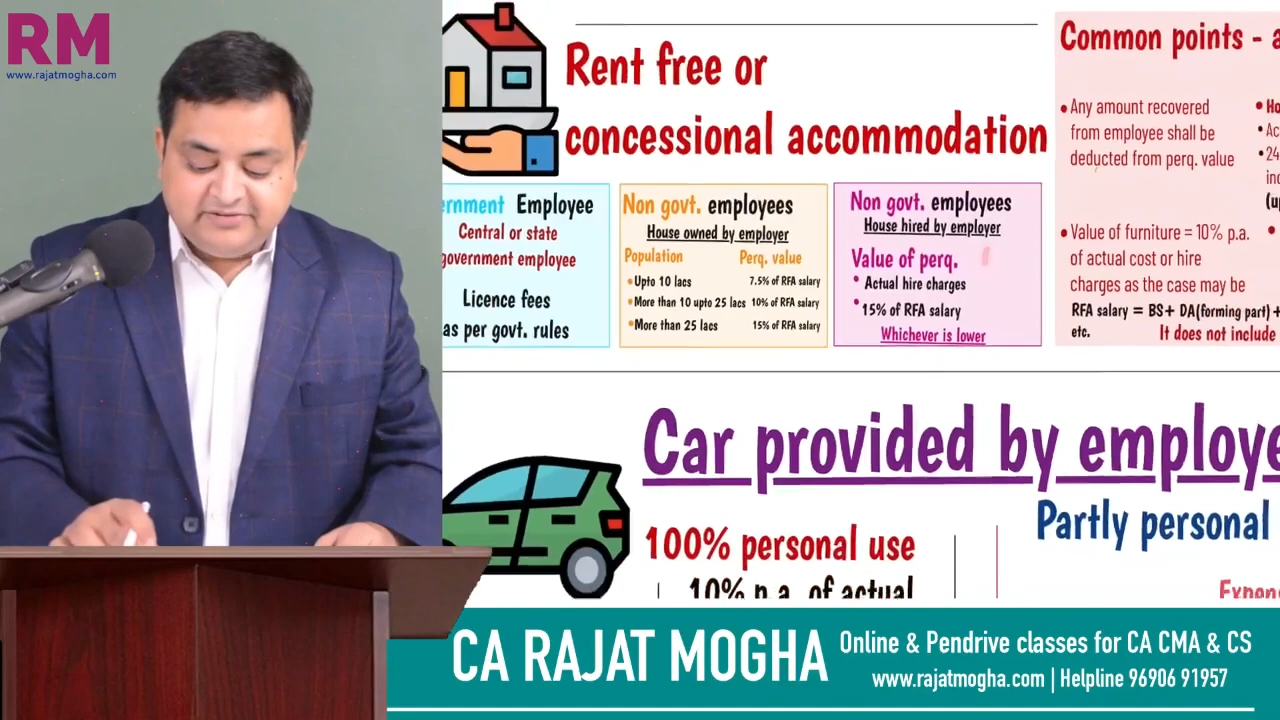 RM
www.rajatmogha.com
Rent free or
concessional accommodation
ernment Employee
Central or state
government employee
Licence fees
as per govt. rules
Non govt. employees
House owned by employer
Population Perq. value
• Upto 10 lacs 7.5% of RFA salary
• More than 10 upto 25 lacs 10% of RFA salary
• More than 25 lacs 15% of RFA salary
Non govt. employees
House hired by employer
Value of perq.
• Actual hire charges
• 15% of RFA salary
Whichever is lower
Common points - a
• Any amount recovered
from employee shall be
deducted from perq. value
• Value of furniture = 10% p.a.
of actual cost or hire
charges as the case may be
RFA salary = BS+ DA(forming part) +
etc. It does not include
• Ho
• Ac
• 24
inc
(u
Car provided by employe
100% personal use
10% p.a. of actual
Partly personal
Expen
CA RAJAT MOGHA
Online & Pendrive classes for CA CMA & CS
www.rajatmogha.com | Helpline 96906 91957